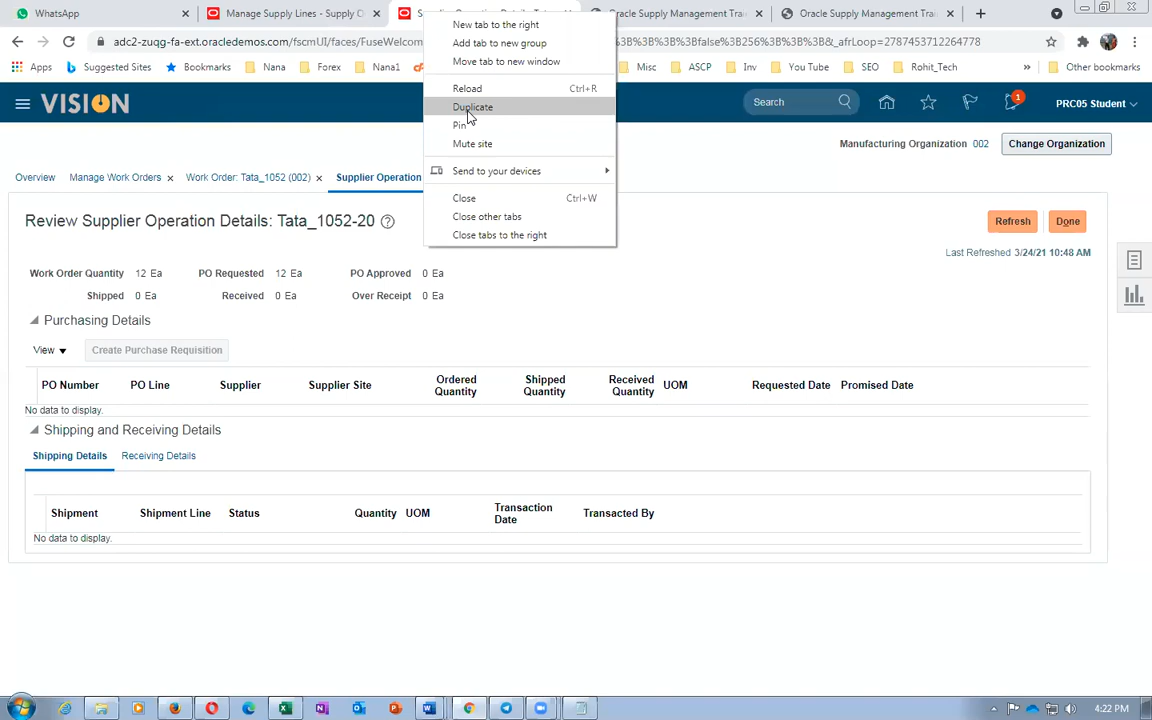 WhatsApp
Manage Supply Lines - Supply O
Oracle Supply Management Trai
Oracle Supply Management Trai
adc2-zuqg-fa-ext.oracledemos.com/fscmUI/faces/FuseWelcom
%3B%3B%3B%3Bfalse%3B256%3B%3B%3B&_afrLoop=2787453712264778
Apps
Suggested Sites
Bookmarks
Nana
Forex
Nana1
Misc
ASCP
Inv
You Tube
SEO
Rohit_Tech
»
Other bookmarks
New tab to the right
Add tab to new group
Move tab to new window
Reload Ctrl+R
Duplicate
Pin
Mute site
Send to your devices
Close Ctrl+W
Close other tabs
Close tabs to the right
VISION
Search
1
PRC05 Student
Manufacturing Organization 002 Change Organization
Overview Manage Work Orders × Work Order: Tata_1052 (002) × Supplier Operation
Review Supplier Operation Details: Tata_1052-20
Refresh Done
Last Refreshed 3/24/21 10:48 AM
Work Order Quantity 12 Ea PO Requested 12 Ea PO Approved 0 Ea
Shipped 0 Ea Received 0 Ea Over Receipt 0 Ea
Purchasing Details
View Create Purchase Requisition
PO Number PO Line Supplier Supplier Site Ordered Quantity Shipped Quantity Received Quantity UOM Requested Date Promised Date
No data to display.
Shipping and Receiving Details
Shipping Details Receiving Details
Shipment Shipment Line Status Quantity UOM Transaction Date Transacted By
No data to display.
4:22 PM